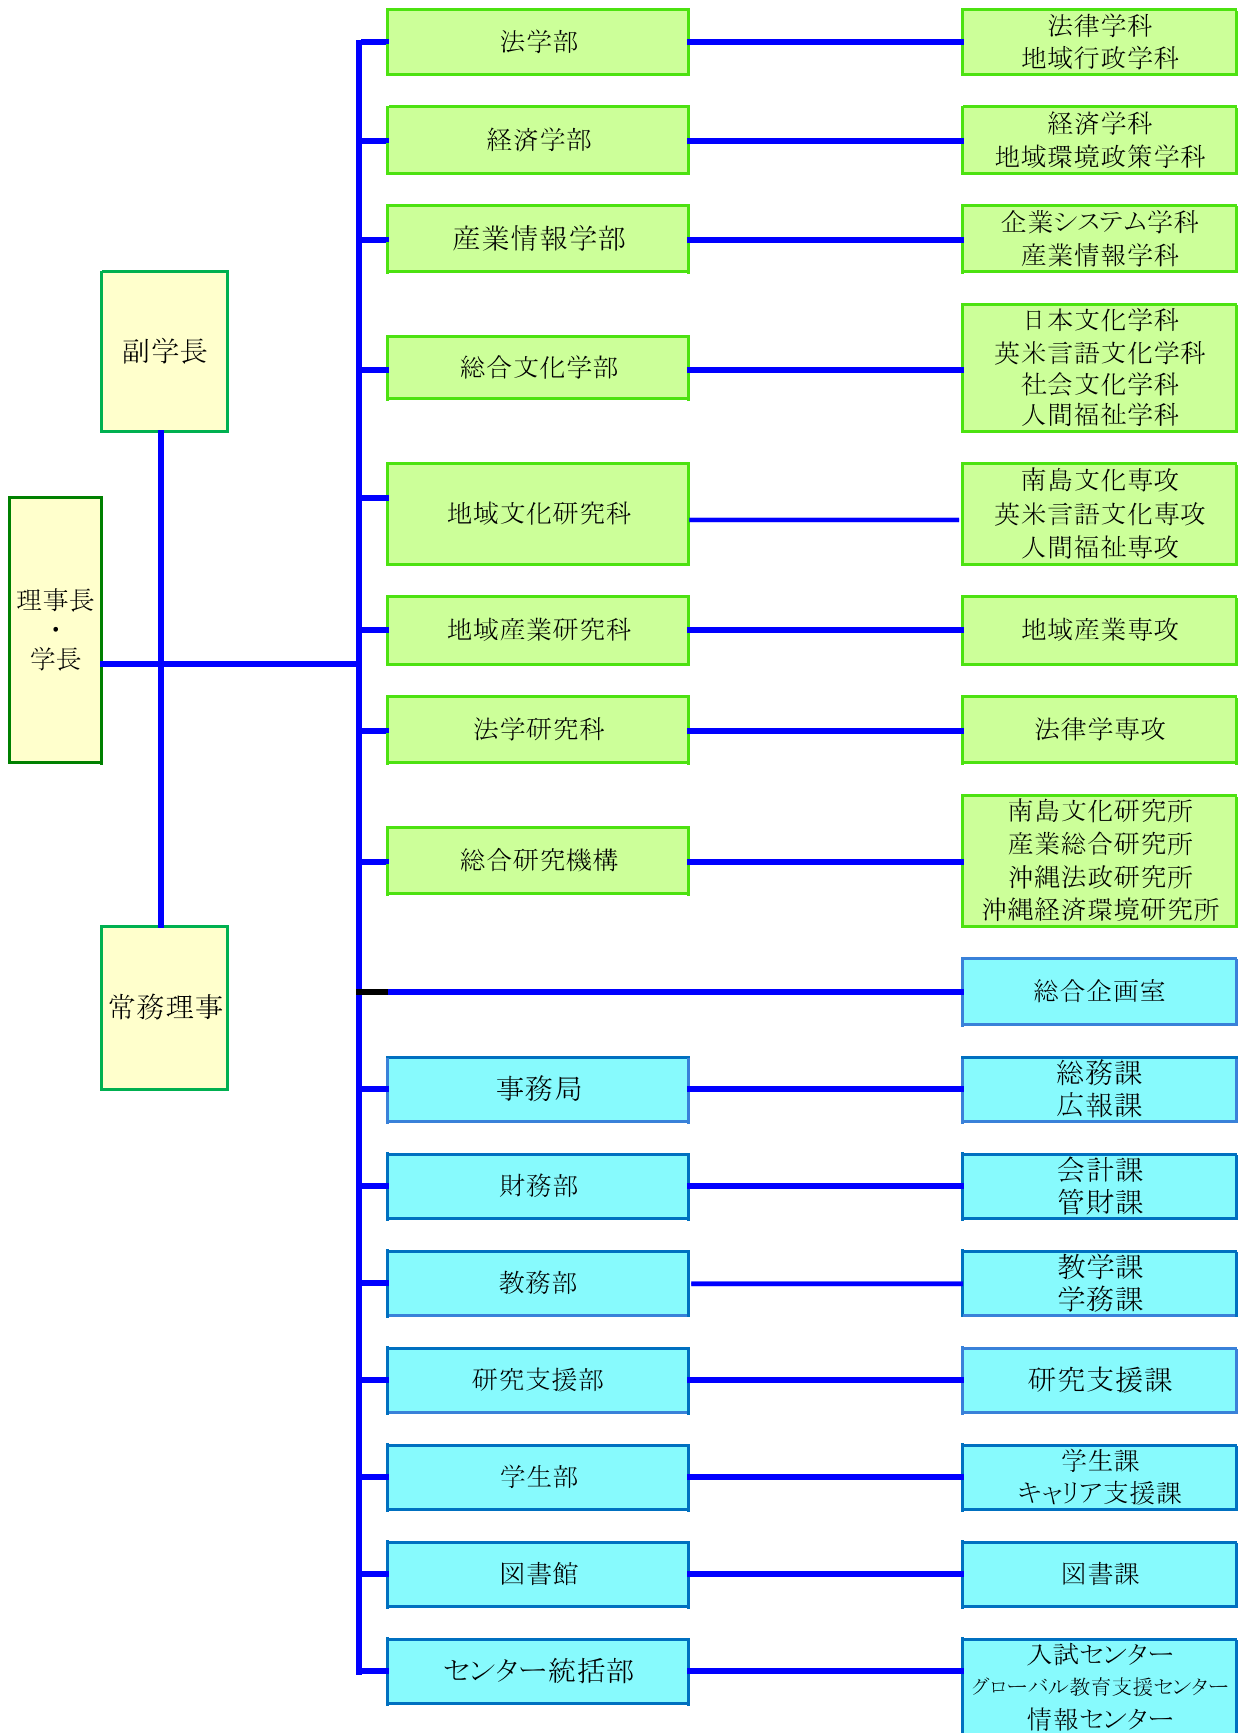 理事長
・
学長
副学長
常務理事
法学部
法律学科
地域行政学科
経済学部
経済学科
地域環境政策学科
産業情報学部
企業システム学科
産業情報学科
総合文化学部
日本文化学科
英米言語文化学科
社会文化学科
人間福祉学科
地域文化研究科
南島文化専攻
英米言語文化専攻
人間福祉専攻
地域産業研究科
地域産業専攻
法学研究科
法律学専攻
総合研究機構
南島文化研究所
産業総合研究所
沖縄法政研究所
沖縄経済環境研究所
総合企画室
事務局
総務課
広報課
財務部
会計課
管財課
教務部
教学課
学務課
研究支援部
研究支援課
学生部
学生課
キャリア支援課
図書館
図書課
センター統括部
入試センター
グローバル教育支援センター
情報センター